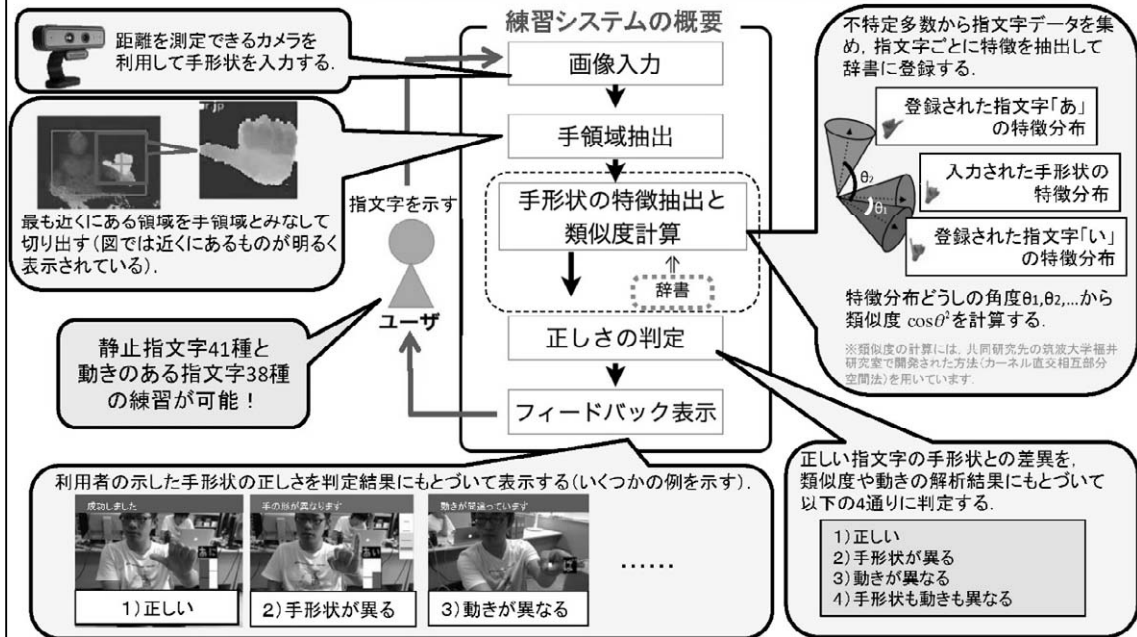 練習システムの概要
距離を測定できるカメラを
利用して手形状を入力する.
画像入力
手領域抽出
手形状の特徴抽出と
類似度計算
辞書
正しさの判定
フィードバック表示
指文字を示す
ユーザ
最も近くにある領域を手領域とみなして
切り出す(図では近くにあるものが明るく
表示されている).
静止指文字41種と
動きのある指文字38種
の練習が可能！
不特定多数から指文字データを集
め, 指文字ごとに特徴を抽出して
辞書に登録する.
登録された指文字「あ」
の特徴分布
θ2
入力された手形状の
特徴分布
θ1
登録された指文字「い」
の特徴分布
特徴分布どうしの角度θ1,θ2,...から
類似度 cosθ²を計算する.
※類似度の計算には, 共同研究先の筑波大学福井
研究室で開発された方法(カーネル直交相互部分
空間法)を用いています.
利用者の示した手形状の正しさを判定結果にもとづいて表示する(いくつかの例を示す).
成功しました
手の形が異なります
動きが間違っています
あに
あい
1)正しい
2)手形状が異る
3)動きが異なる
……
正しい指文字の手形状との差異を,
類似度や動きの解析結果にもとづいて
以下の4通りに判定する.
1)正しい
2)手形状が異る
3)動きが異なる
4)手形状も動きも異なる